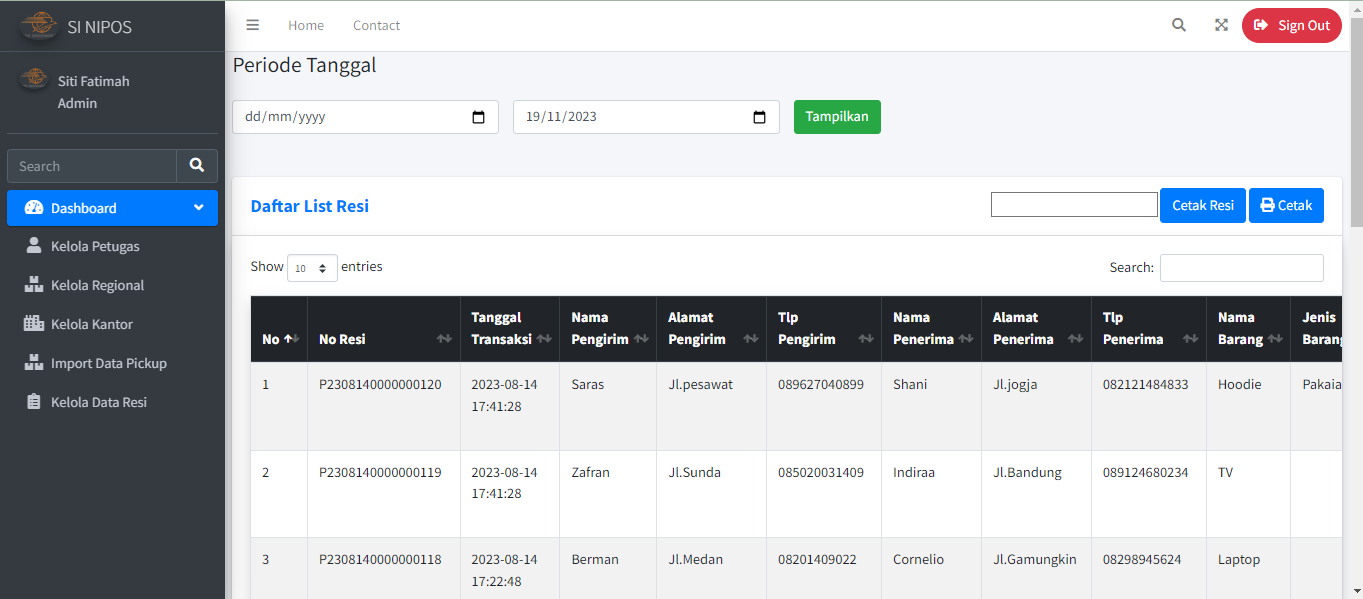 SI NIPOS
Home
Contact
Sign Out
Siti Fatimah
Admin
Search
Dashboard
Kelola Petugas
Kelola Regional
Kelola Kantor
Import Data Pickup
Kelola Data Resi
Periode Tanggal
dd/mm/yyyy
19/11/2023
Tampilkan
Daftar List Resi
Cetak Resi
Cetak
Show 10 entries
Search:
No
No Resi
Tanggal
Transaksi
Nama
Pengirim
Alamat
Pengirim
Tlp
Pengirim
Nama
Penerima
Alamat
Penerima
Tlp
Penerima
Nama
Barang
Jenis
Barang
1
P2308140000000120
2023-08-14
17:41:28
Saras
Jl.pesawat
089627040899
Shani
Jl.jogja
082121484833
Hoodie
Pakaia
2
P2308140000000119
2023-08-14
17:41:28
Zafran
Jl.Sunda
085020031409
Indiraa
Jl.Bandung
089124680234
TV
3
P2308140000000118
2023-08-14
17:22:48
Berman
Jl.Medan
08201409022
Cornelio
Jl.Gamungkin
08298945624
Laptop